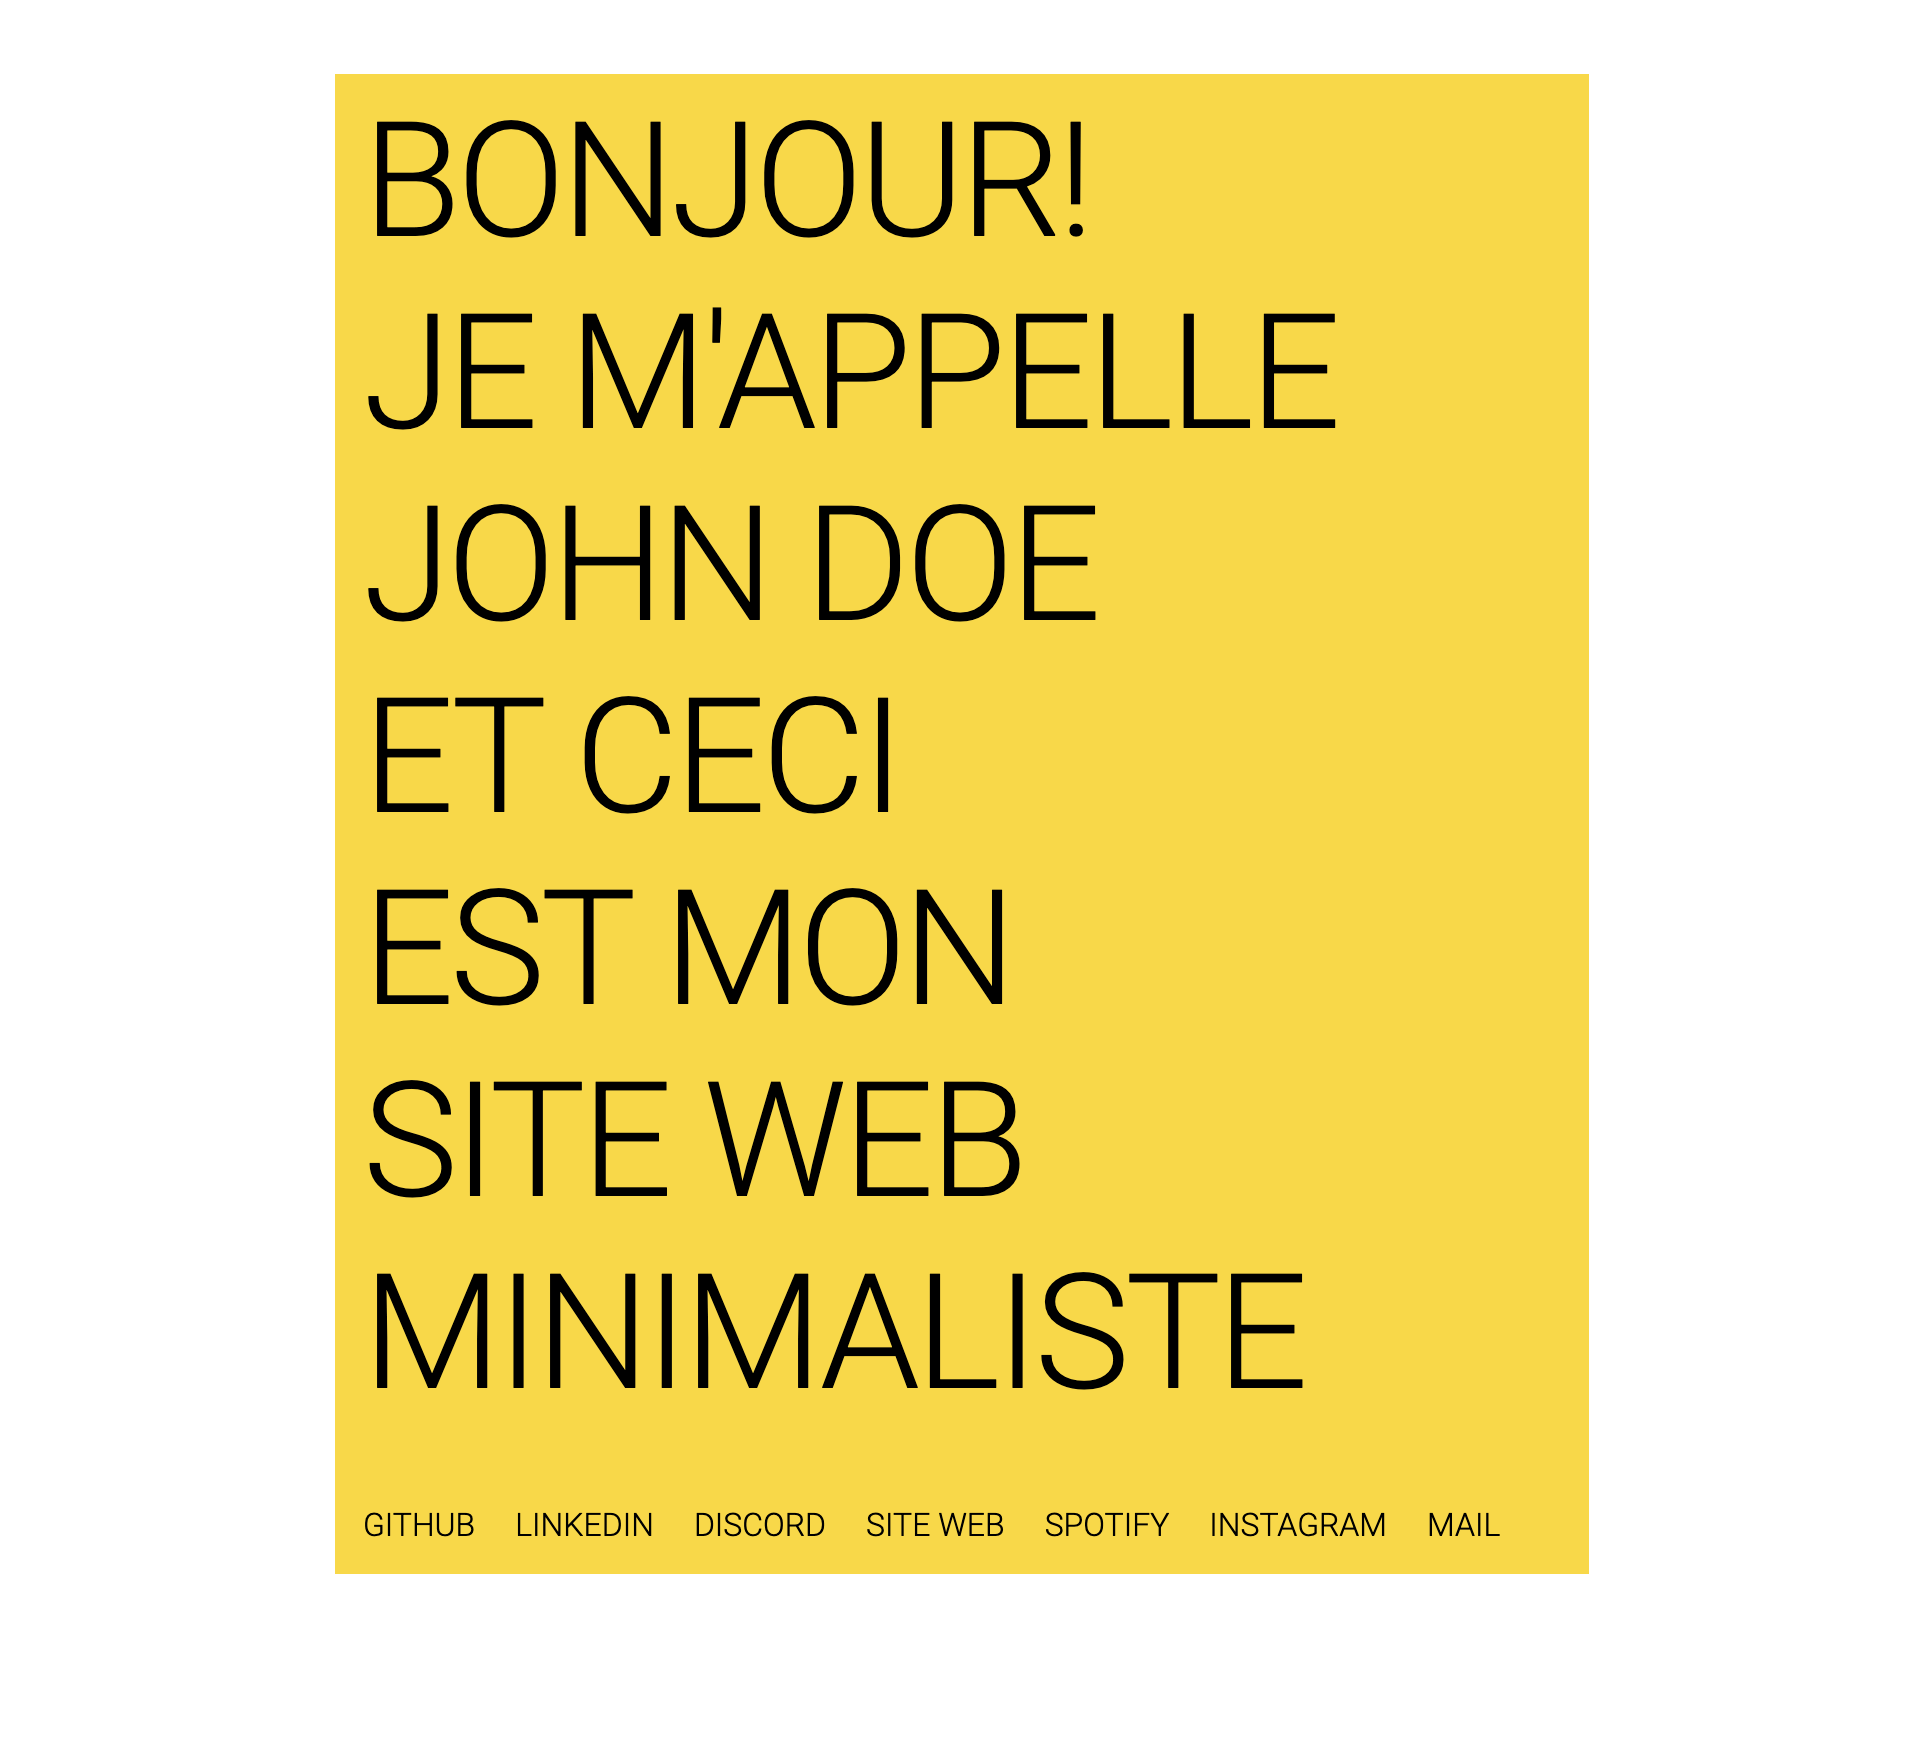 BONJOUR!
JE M'APPELLE
JOHN DOE
ET CECI
EST MON
SITE WEB
MINIMALISTE
GITHUB LINKEDIN DISCORD SITE WEB SPOTIFY INSTAGRAM MAIL